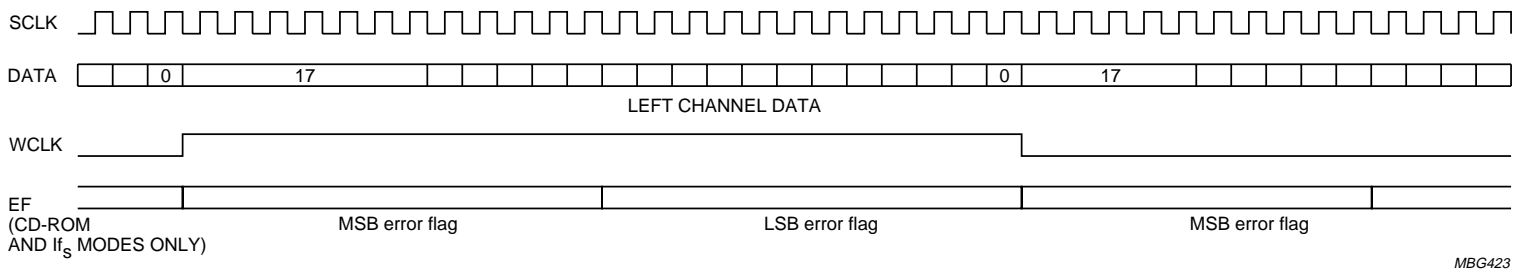 SCLK
DATA 0 17 0 17
LEFT CHANNEL DATA
WCLK
EF
(CD-ROM MSB error flag LSB error flag MSB error flag
AND Ifs MODES ONLY)
MBG423